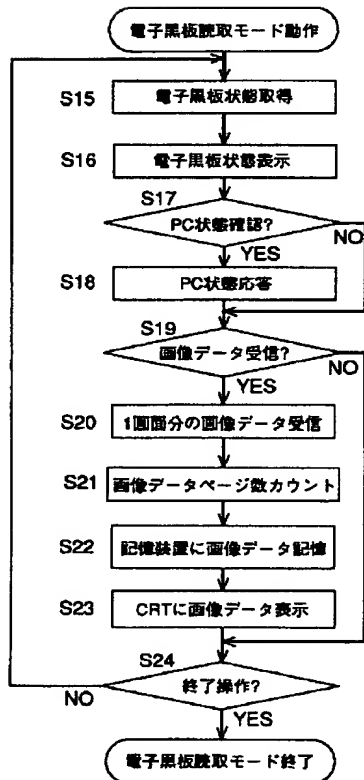 電子黒板読取モード動作
S15 電子黒板状態取得
S16 電子黒板状態表示
S17
PC状態確認?
NO
YES
S18 PC状態応答
S19
画像データ受信?
NO
YES
S20 1画面分の画像データ受信
S21 画像データページ数カウント
S22 記憶装置に画像データ記憶
S23 CRTに画像データ表示
S24
終了操作?
NO
YES
電子黒板読取モード終了